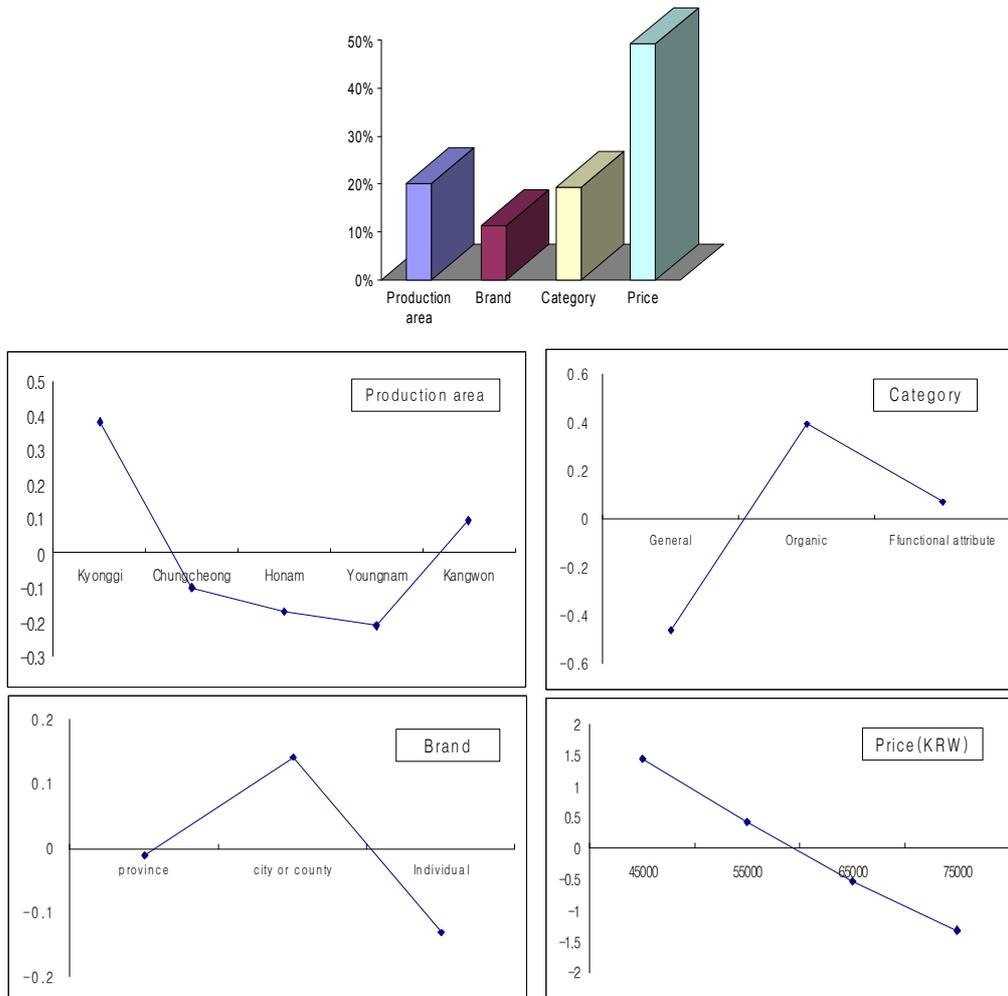 50%
40%
30%
20%
10%
0%
Production
area
Brand
Category
Price
Production area
0.5
0.4
0.3
0.2
0.1
0
-0.1
-0.2
-0.3
Kyonggi
Chungcheong
Honam
Youngnam
Kangwon
Category
0.6
0.4
0.2
0
-0.2
-0.4
-0.6
General
Organic
Ffunctional attribute
Brand
0.2
0.1
0
-0.1
-0.2
province
city or county
Individual
Price(KRW)
2
1.5
1
0.5
0
-0.5
-1
-1.5
-2
45000
55000
65000
75000